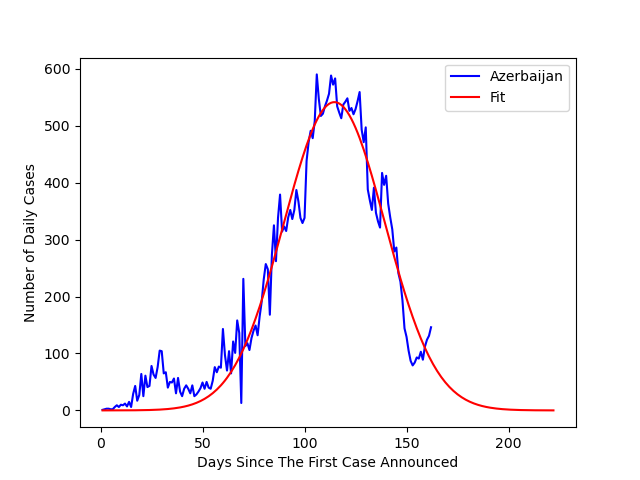 600
500
400
300
200
100
0
Number of Daily Cases
0 50 100 150 200
Days Since The First Case Announced
Azerbaijan
Fit